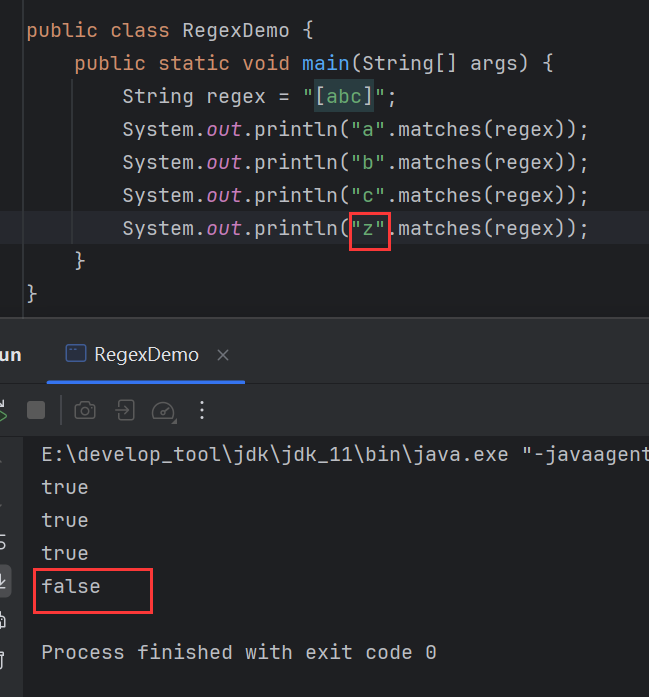 public class RegexDemo {
    public static void main(String[] args) {
        String regex = "[abc]";
        System.out.println("a".matches(regex));
        System.out.println("b".matches(regex));
        System.out.println("c".matches(regex));
        System.out.println("z".matches(regex));
    }
}
un RegexDemo ×
E:\develop_tool\jdk\jdk_11\bin\java.exe "-javaagent
true
true
true
false
Process finished with exit code 0